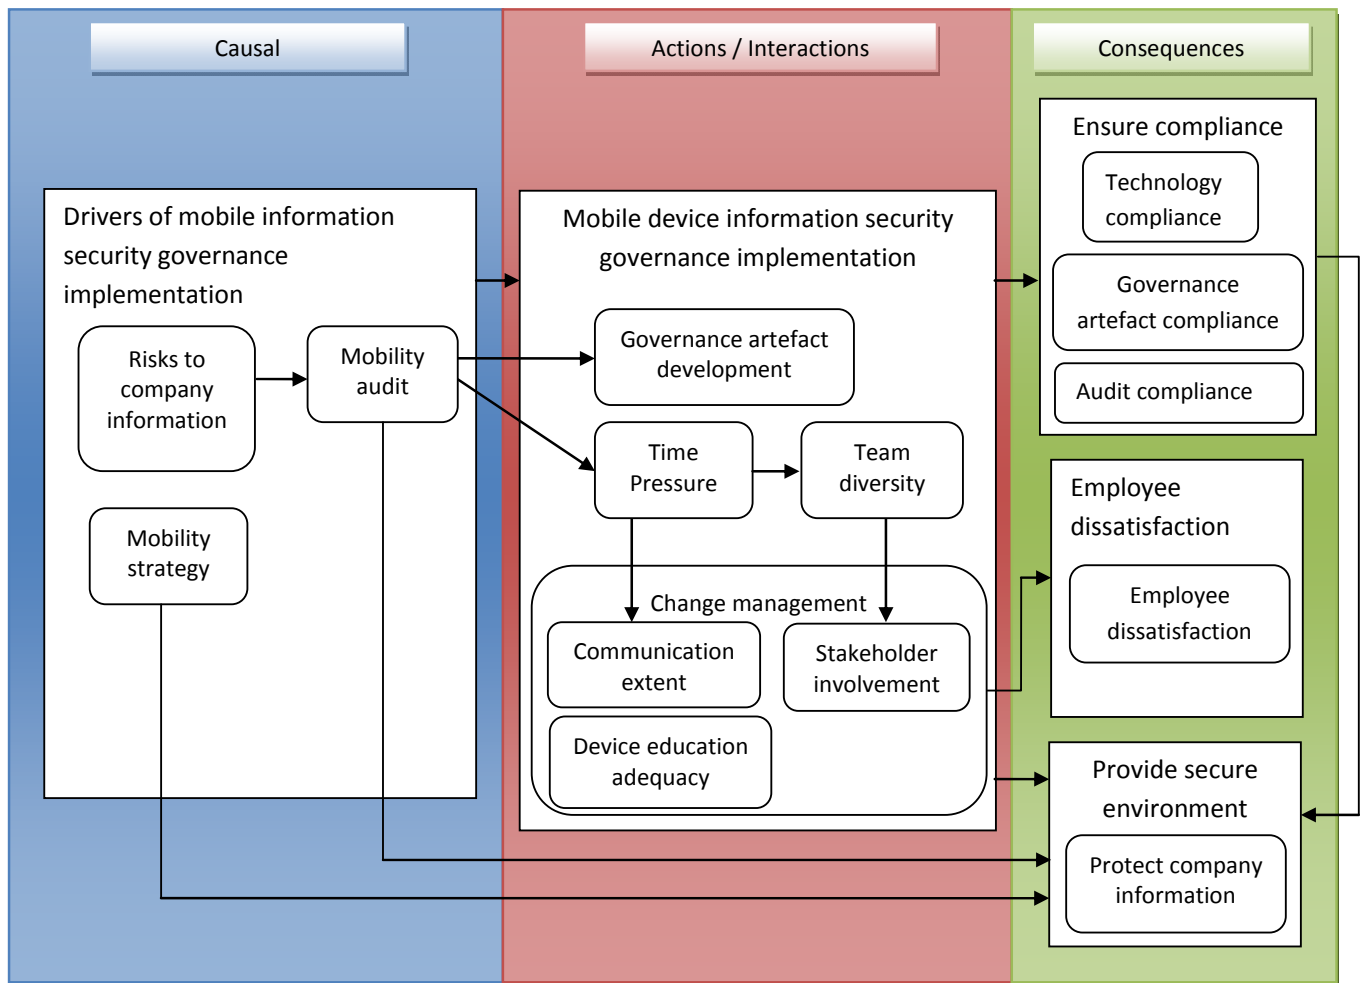 Causal
Actions / Interactions
Consequences
Drivers of mobile information
security governance
implementation
Risks to
company
information
Mobility
audit
Mobility
strategy
Mobile device information security
governance implementation
Governance artefact
development
Time
Pressure
Team
diversity
Change management
Communication
extent
Stakeholder
involvement
Device education
adequacy
Ensure compliance
Technology
compliance
Governance
artefact compliance
Audit compliance
Employee
dissatisfaction
Employee
dissatisfaction
Provide secure
environment
Protect company
information